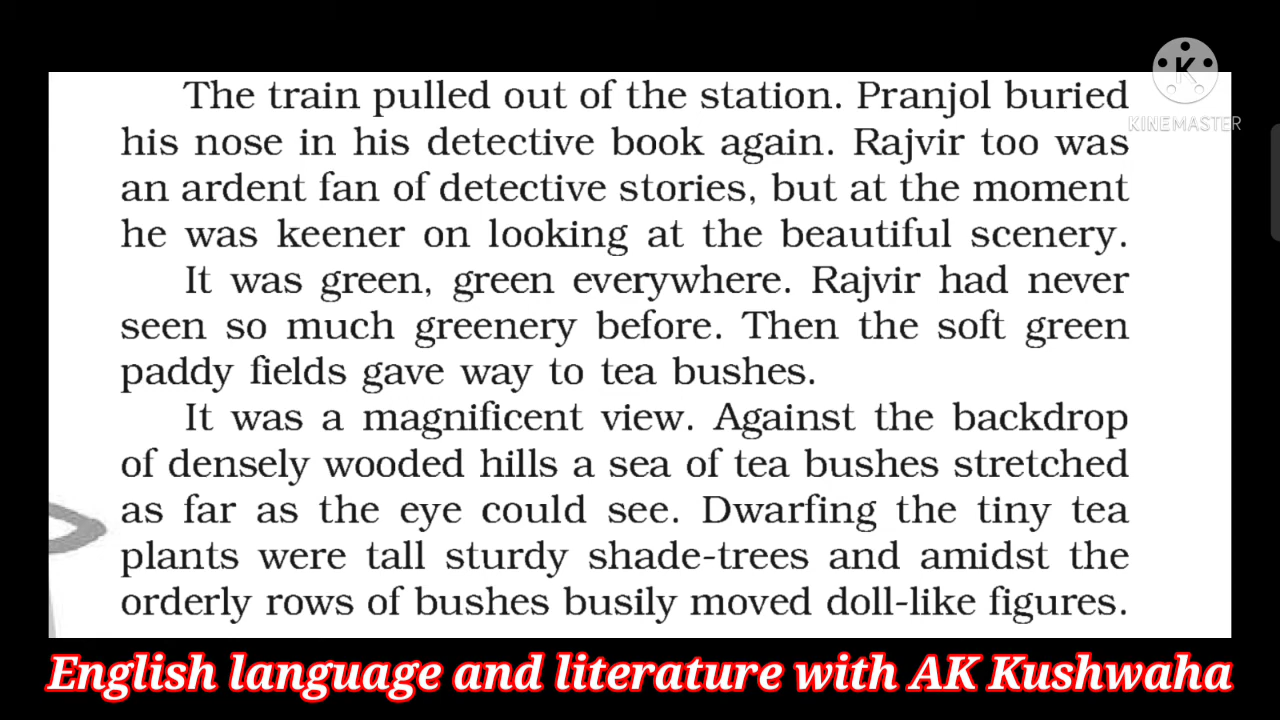 The train pulled out of the station. Pranjol buried
his nose in his detective book again. Rajvir too was
an ardent fan of detective stories, but at the moment
he was keener on looking at the beautiful scenery.
It was green, green everywhere. Rajvir had never
seen so much greenery before. Then the soft green
paddy fields gave way to tea bushes.
It was a magnificent view. Against the backdrop
of densely wooded hills a sea of tea bushes stretched
as far as the eye could see. Dwarfing the tiny tea
plants were tall sturdy shade-trees and amidst the
orderly rows of bushes busily moved doll-like figures.
K
KINEMASTER
English language and literature with AK Kushwaha